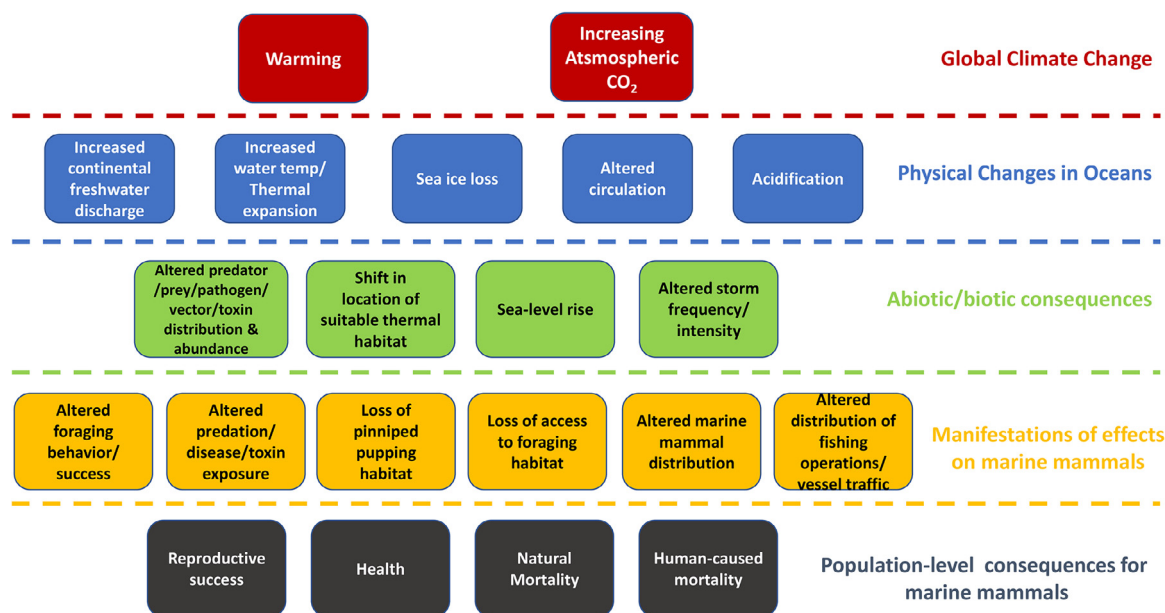 Warming
Increasing
Atsmospheric
CO₂
Global Climate Change
Increased
continental
freshwater
discharge
Increased
water temp/
Thermal
expansion
Sea ice loss
Altered
circulation
Acidification
Physical Changes in Oceans
Altered predator
/prey/pathogen/
vector/toxin
distribution &
abundance
Shift in
location of
suitable thermal
habitat
Sea-level rise
Altered storm
frequency/
intensity
Abiotic/biotic consequences
Altered
foraging
behavior/
success
Altered
predation/
disease/toxin
exposure
Loss of
pinniped
pupping
habitat
Loss of access
to foraging
habitat
Altered marine
mammal
distribution
Altered
distribution of
fishing
operations/
vessel traffic
Manifestations of effects
on marine mammals
Reproductive
success
Health
Natural
Mortality
Human-caused
mortality
Population-level consequences for
marine mammals